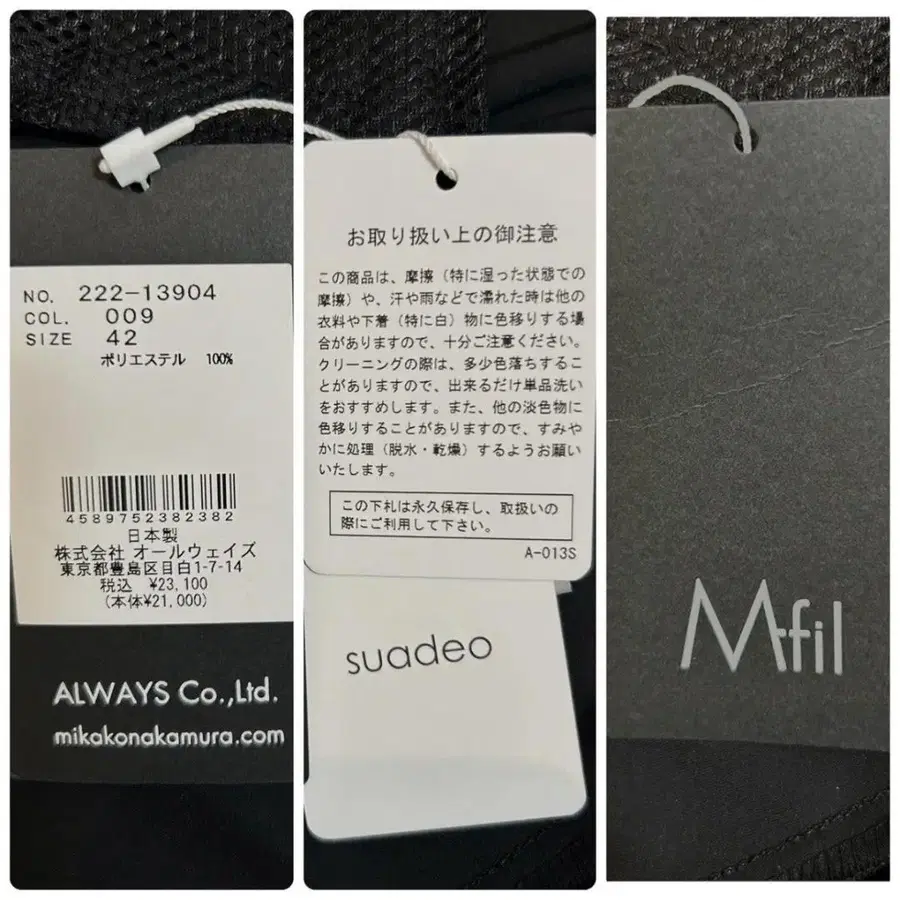 NO. 222-13904
COL. 009
SIZE 42
ポリエステル 100%
4589752382382
日本製
株式会社 オールウェイズ
東京都豊島区目白1-7-14
税込 ¥23,100
(本体¥21,000)
ALWAYS Co.,Ltd.
mikakonakamura.com
お取り扱い上の御注意
この商品は、摩擦（特に湿った状態での
摩擦）や、汗や雨などで濡れた時は他の
衣料や下着（特に白）物に色移りする場
合がありますので、十分ご注意ください。
クリーニングの際は、多少色落ちするこ
とがありますので、出来るだけ単品洗い
をおすすめします。また、他の淡色物に
色移りすることがありますので、すみや
かに処理（脱水・乾燥）するようお願い
いたします。
この下札は永久保存し、取扱いの
際にご利用して下さい。
A-013S
suadeo
M-fil